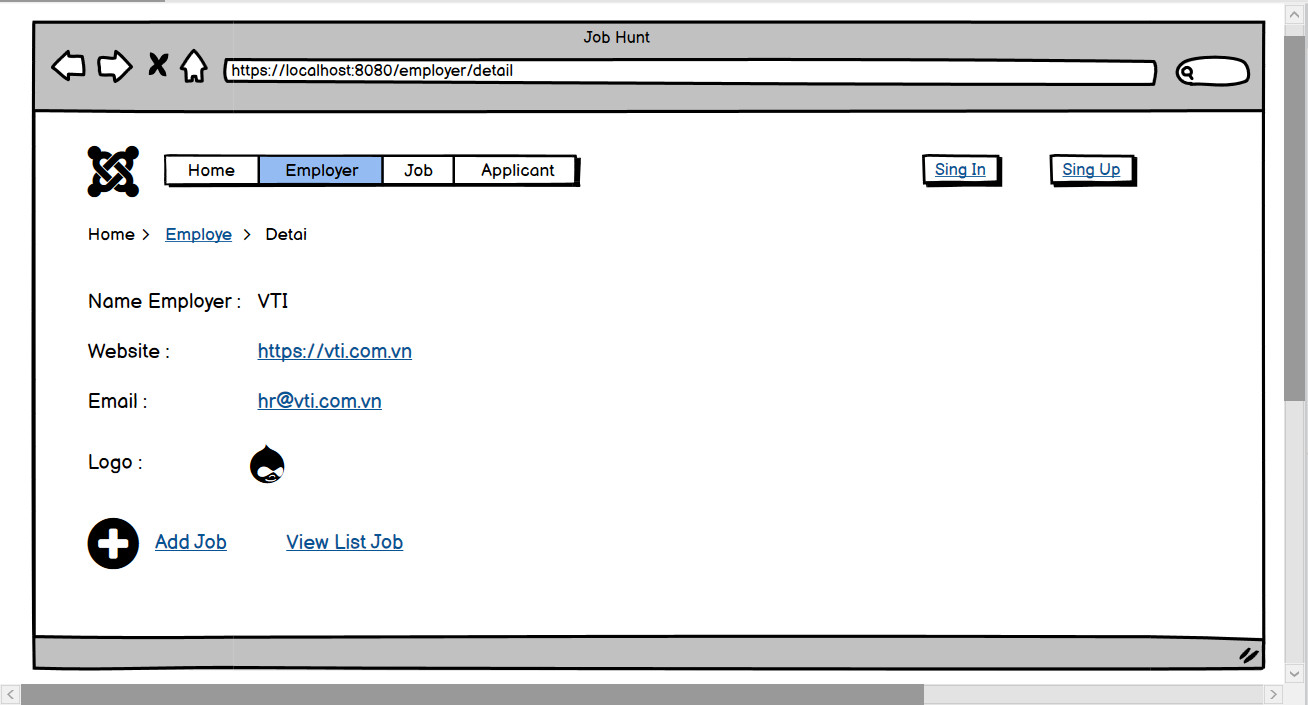 Job Hunt
https://localhost:8080/employer/detail
Home Employer Job Applicant Sing In Sing Up
Home > Employe > Detai
Name Employer : VTI
Website : https://vti.com.vn
Email : hr@vti.com.vn
Logo :
Add Job View List Job